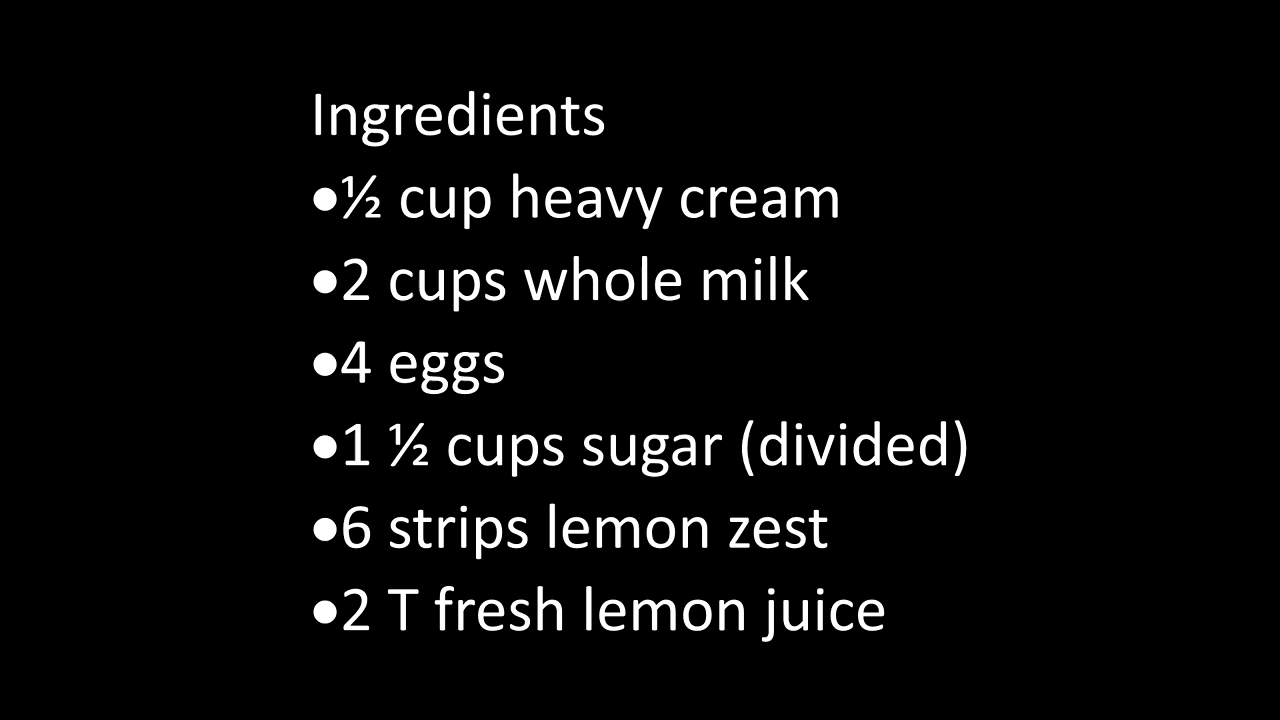 Ingredients
•½ cup heavy cream
•2 cups whole milk
•4 eggs
•1 ½ cups sugar (divided)
•6 strips lemon zest
•2 T fresh lemon juice